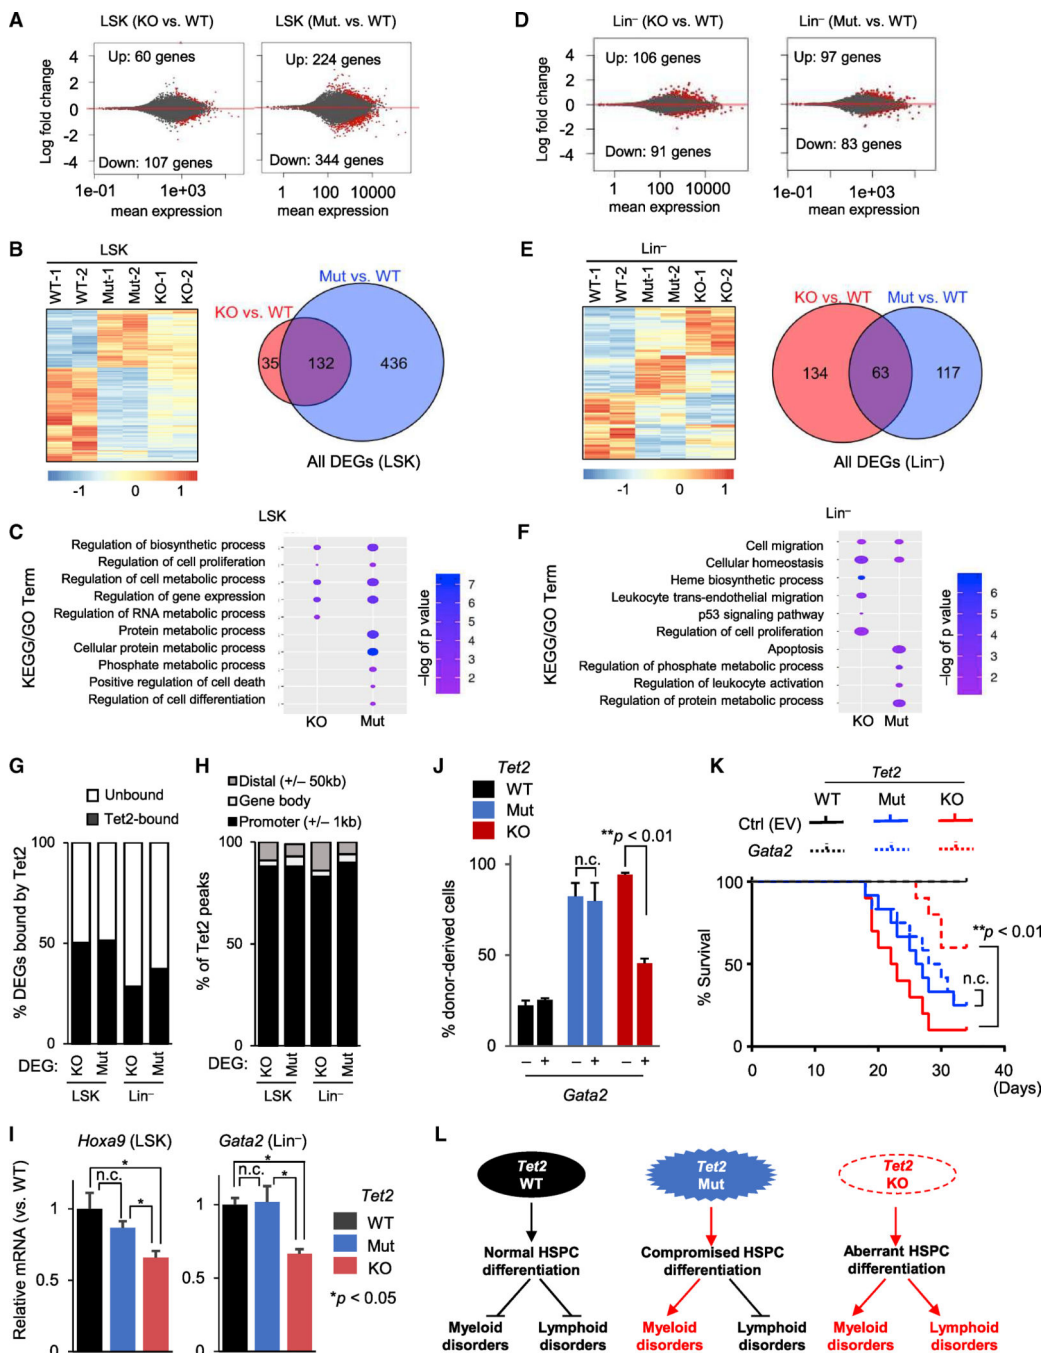 A
LSK (KO vs. WT)
LSK (Mut. vs. WT)
Log fold change
4
2
0
-2
-4
Up: 60 genes
Down: 107 genes
Up: 224 genes
Down: 344 genes
1e-01
1e+03
mean expression
1
100
10000
mean expression
D
Lin⁻ (KO vs. WT)
Lin⁻ (Mut. vs. WT)
Log fold change
4
2
0
-2
-4
Up: 106 genes
Down: 91 genes
Up: 97 genes
Down: 83 genes
1
100
10000
mean expression
1e-01
1e+03
mean expression
B
LSK
WT-1
WT-2
Mut-1
Mut-2
KO-1
KO-2
-1
0
1
Mut vs. WT
KO vs. WT
35
132
436
All DEGs (LSK)
E
Lin⁻
WT-1
WT-2
Mut-1
Mut-2
KO-1
KO-2
-1
0
1
KO vs. WT
Mut vs. WT
134
63
117
All DEGs (Lin⁻)
C
LSK
KEGG/GO Term
Regulation of biosynthetic process
Regulation of cell proliferation
Regulation of cell metabolic process
Regulation of gene expression
Regulation of RNA metabolic process
Protein metabolic process
Cellular protein metabolic process
Phosphate metabolic process
Positive regulation of cell death
Regulation of cell differentiation
KO
Mut
7
6
5
4
3
2
–log of p value
F
Lin⁻
KEGG/GO Term
Cell migration
Cellular homeostasis
Heme biosynthetic process
Leukocyte trans-endothelial migration
p53 signaling pathway
Regulation of cell proliferation
Apoptosis
Regulation of phosphate metabolic process
Regulation of leukocyte activation
Regulation of protein metabolic process
KO
Mut
6
5
4
3
2
–log of p value
G
Unbound
Tet2-bound
% DEGs bound by Tet2
100
50
0
DEG:
KO
Mut
KO
Mut
LSK
Lin⁻
H
Distal (+/– 50kb)
Gene body
Promoter (+/– 1kb)
% of Tet2 peaks
100
50
0
DEG:
KO
Mut
KO
Mut
LSK
Lin⁻
J
Tet2
WT
Mut
KO
% donor-derived cells
100
50
0
n.c.
**p < 0.01
– + – + – +
Gata2
K
Tet2
WT
Mut
KO
Ctrl (EV)
Gata2
% Survival
100
50
0
**p < 0.01
n.c.
0
10
20
30
40
(Days)
I
Hoxa9 (LSK)
Gata2 (Lin⁻)
Relative mRNA (vs. WT)
1
0.5
0
*
n.c.
*
1
0.5
0
*
n.c.
*
Tet2
WT
Mut
KO
*p < 0.05
L
Tet2
WT
Normal HSPC
differentiation
Myeloid
disorders
Lymphoid
disorders
Tet2
Mut
Compromised HSPC
differentiation
Myeloid
disorders
Lymphoid
disorders
Tet2
KO
Aberrant HSPC
differentiation
Myeloid
disorders
Lymphoid
disorders